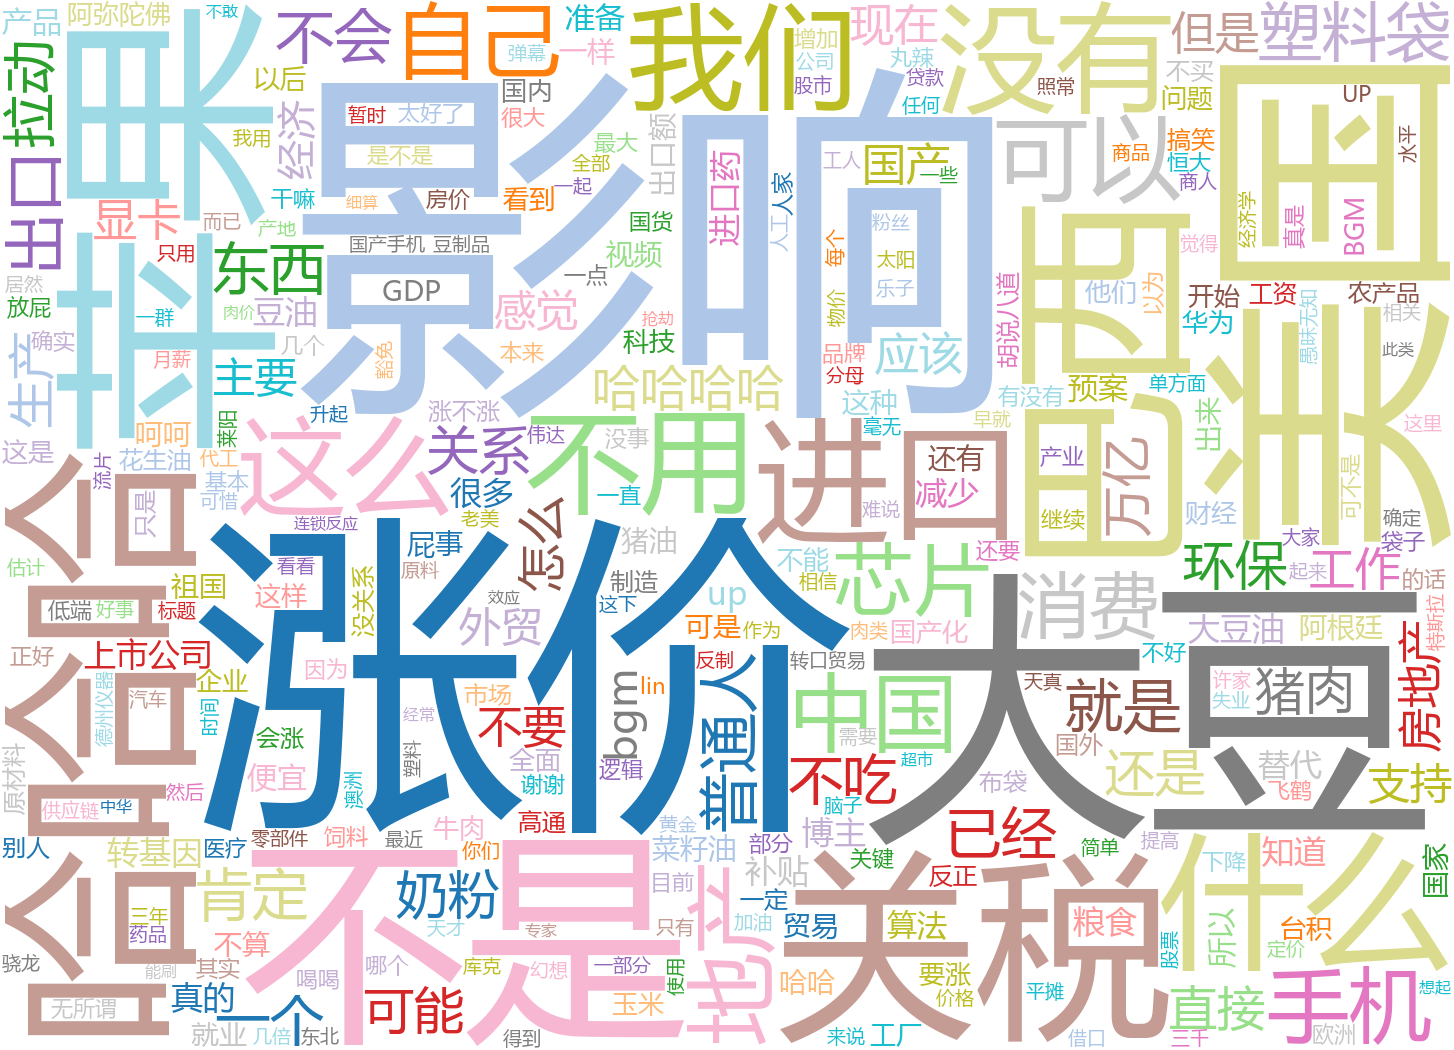 产品
阿弥陀佛
不敢
不会
自己
准备
弹幕
一样
我们
增加
公司
股市
现在
丸辣
贷款
任何
没有
但是
塑料袋
不买
问题
照常
UP
水平
苹果
拉动
以后
我用
经济
暂时
太好了
是不是
国内
很大
最大
全部
一起
出口额
进口药
人家
工人
人工
影响
国产
一些
可以
商品
搞笑
恒大
商人
美国
经济学
真是
BGM
出口
显卡
而已
干嘛
细算
房价
看到
国货
视频
每个
粉丝
太阳
乐子
物价
觉得
东西
产地
只用
国产手机
豆制品
一点
GDP
居然
放屁
肉价
豆油
感觉
抢劫
科技
胡说八道
他们
以为
开始
工资
农产品
相关
华为
愚昧无知
此类
一群
确实
生产
月薪
几个
主要
豁免
本来
品牌
分母
应该
东西
哈哈哈哈
有没有
预案
单方面
升起
莱阳
涨不涨
这种
毫无
早就
出来
这里
呵呵
这是
花生油
代工
基本
可惜
流片
只是
这么
关系
伟达
没事
不用
进口
还有
减少
难说
产业
万亿
因果
继续
财经
可不是
确定
袋子
大家
连锁反应
很多
老美
一直
怎么
猪油
屁事
原料
估计
看看
没关系
祖国
低端
好事
标题
这样
效应
制造
这下
不能
相信
up
芯片
还要
消费
环保
工作
起来
的话
外贸
可是
作为
肉类
国产化
大豆油
阿根廷
特斯拉
反制
转口贸易
不好
正好
上市公司
因为
lin
普通人
中国
天真
就是
许家
失业
猪肉
房地产
企业
汽车
德州仪器
时间
会涨
经常
市场
不要
bgm
需要
国外
涨价
大豆
原材料
便宜
澳洲
塑料
全面
谢谢
逻辑
不吃
超市
布袋
还是
替代
飞鹤
支持
供应链
中华
然后
脑子
别人
转基因
医疗
零部件
饲料
最近
牛肉
高通
你们
黄金
菜籽油
部分
博主
已经
简单
提高
关键
下降
知道
国家
哈哈哈哈
三年
药品
肯定
不是
奶粉
天才
目前
补贴
反正
一定
加油
贸易
算法
关税
粮食
什么
骁龙
能刷
其实
不算
喝喝
哪个
库克
专家
幻想
一部分
只有
使用
地产
哈哈
要涨
价格
股票
所以
台积
定价
无所谓
真的
一个
可能
玉米
平摊
直接
手机
想起
就业
几倍
东北
得到
来说
工厂
借口
三千
欧洲